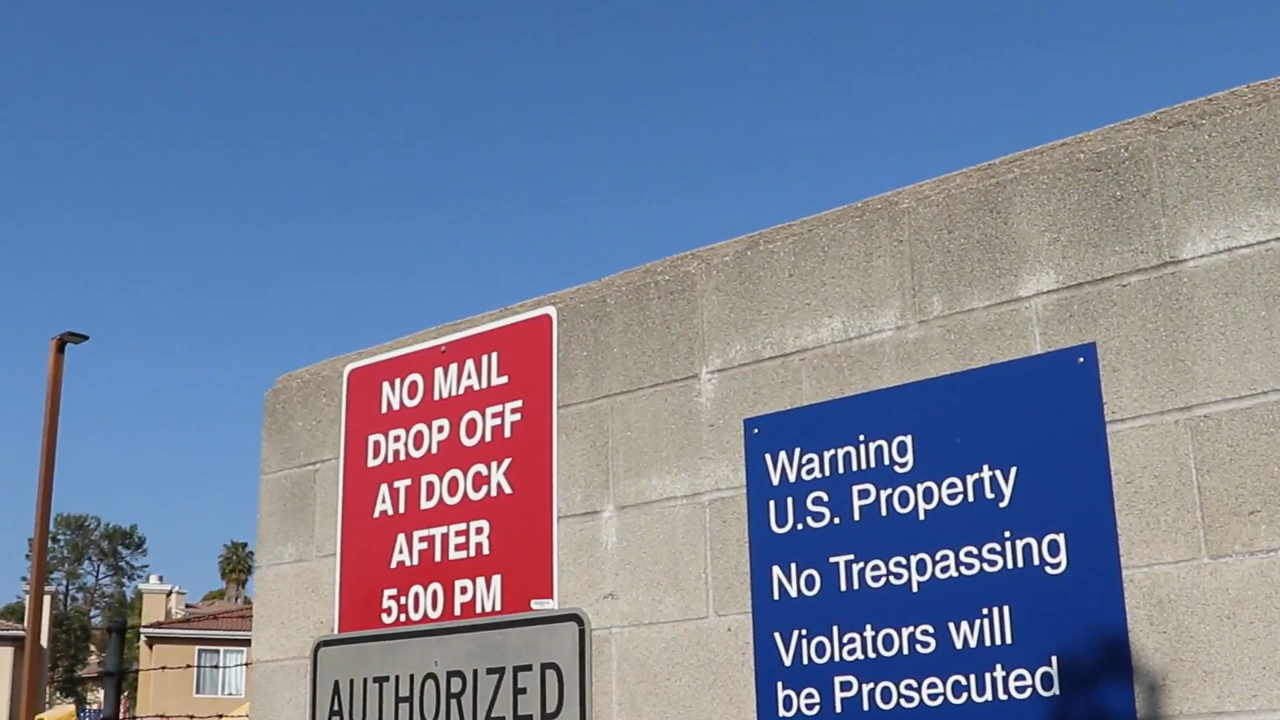 NO MAIL
DROP OFF
AT DOCK
AFTER
5:00 PM
AUTHORIZED
Warning
U.S. Property
No Trespassing
Violators will
be Prosecuted